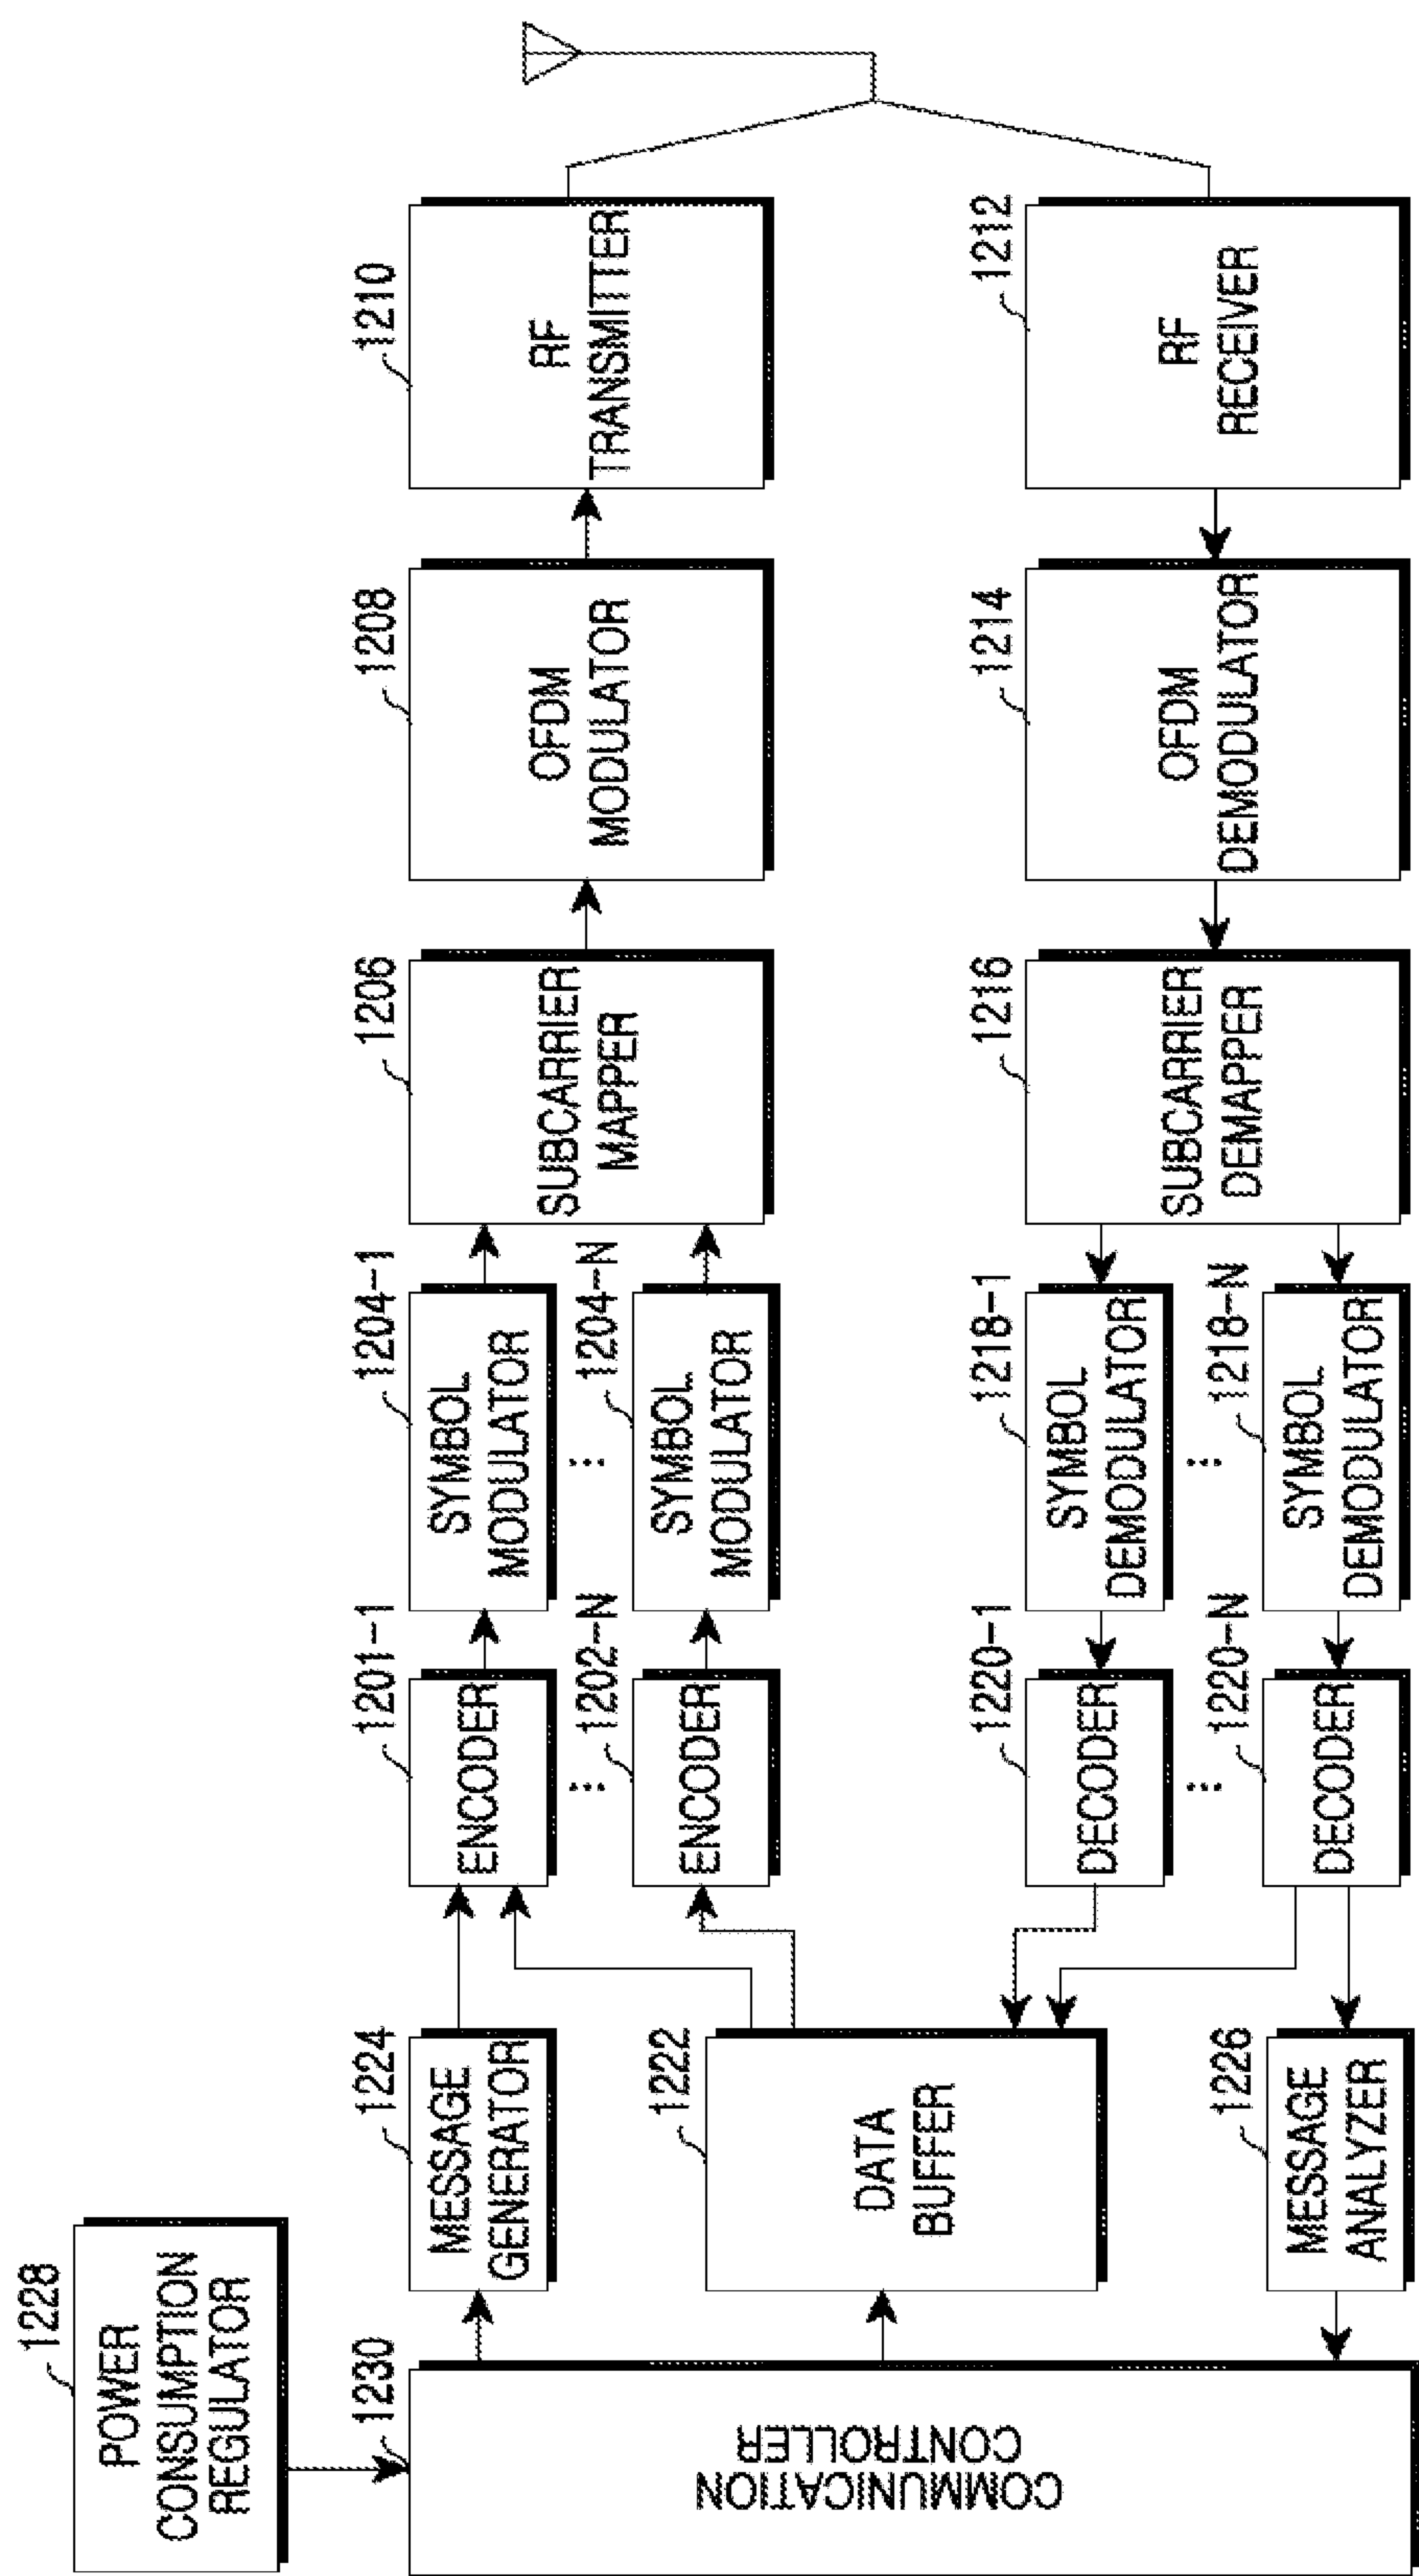 1228
POWER
CONSUMPTION
REGULATOR
1230
COMMUNICATION
CONTROLLER
1224
MESSAGE
GENERATOR
1201-1
ENCODER
1204-1
SYMBOL
MODULATOR
1206
SUBCARRIER
MAPPER
1208
OFDM
MODULATOR
1210
RF
TRANSMITTER
1202-N
ENCODER
1204-N
SYMBOL
MODULATOR
1222
DATA
BUFFER
1220-1
DECODER
1218-1
SYMBOL
DEMODULATOR
1216
SUBCARRIER
DEMAPPER
1214
OFDM
DEMODULATOR
1212
RF
RECEIVER
1226
MESSAGE
ANALYZER
1220-N
DECODER
1218-N
SYMBOL
DEMODULATOR